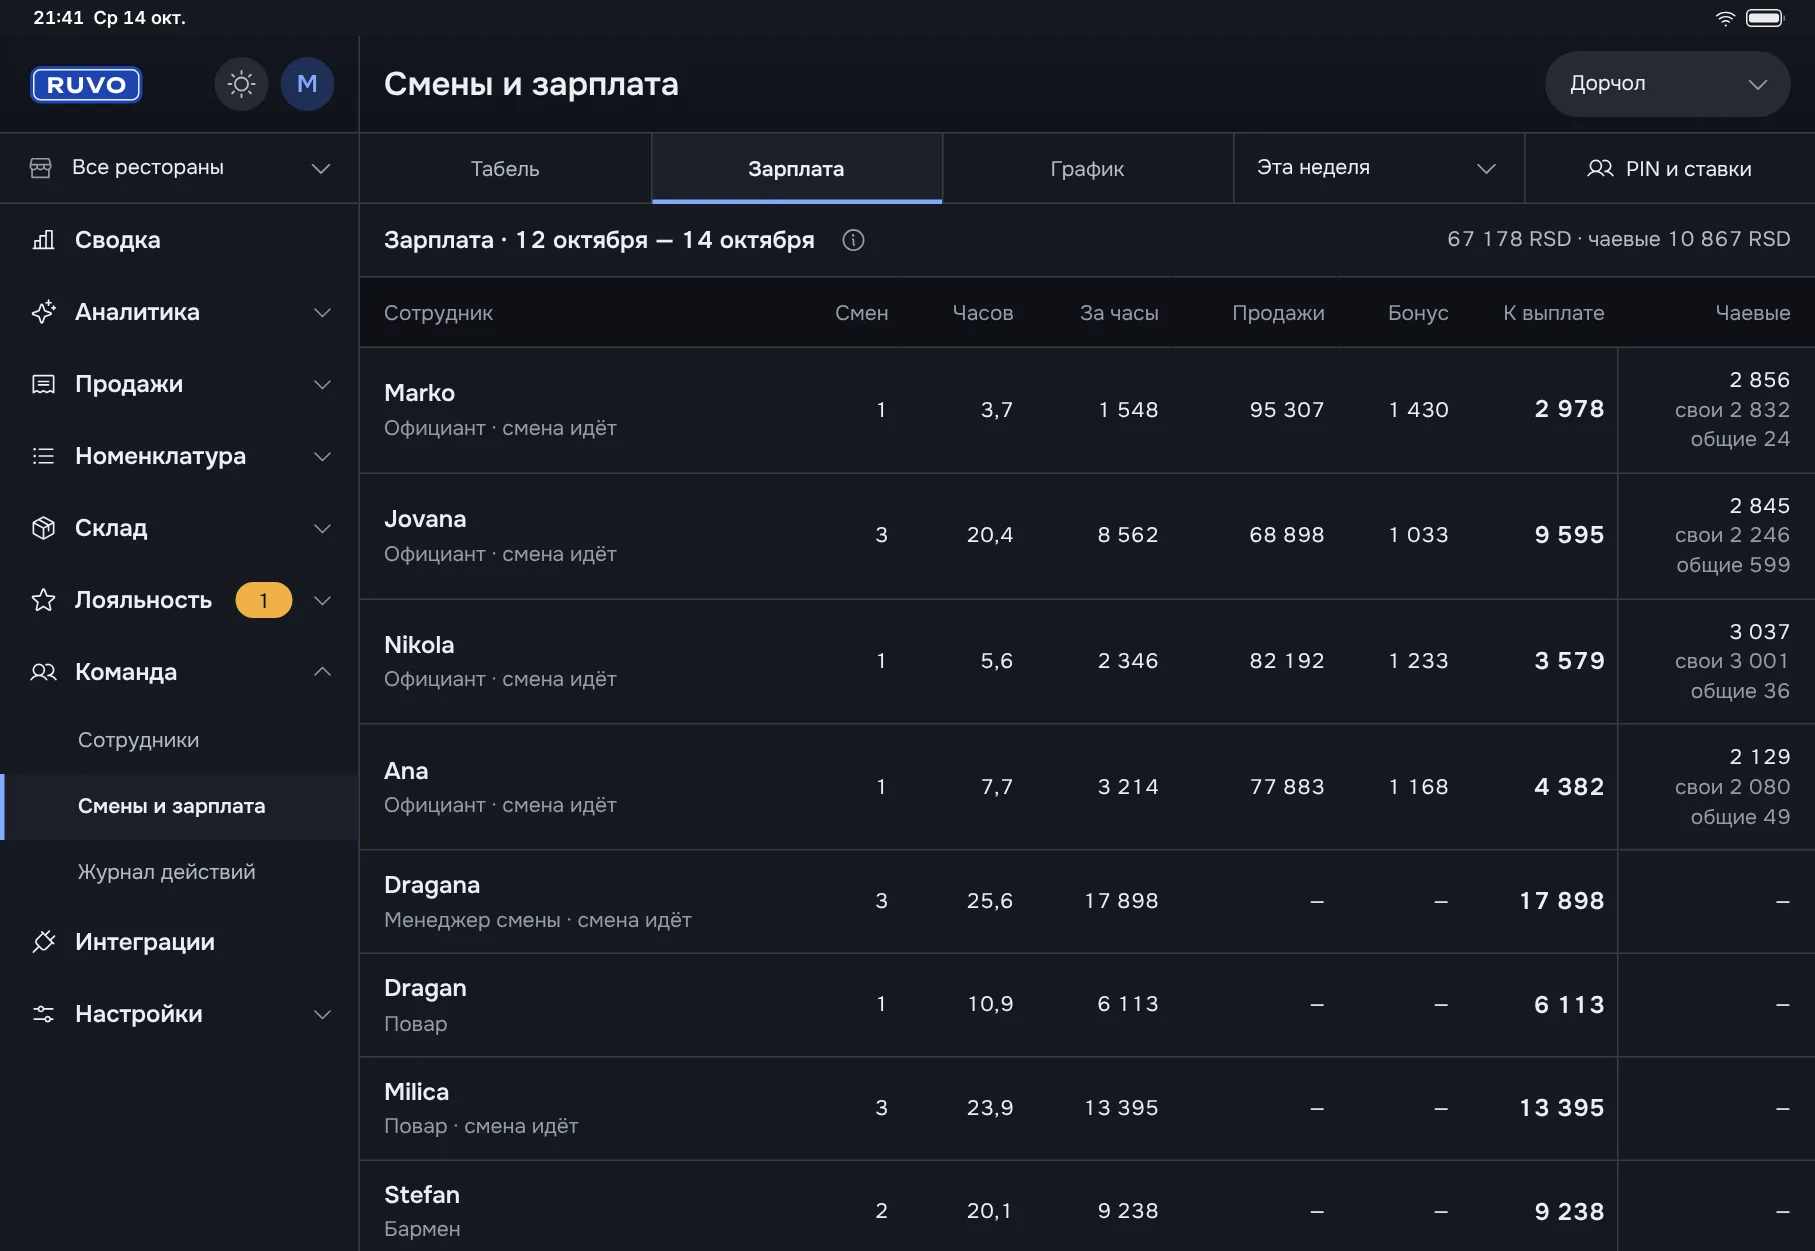 21:41 Ср 14 окт.
RUVO
M
Смены и зарплата
Дорчол
Все рестораны
Табель
Зарплата
График
Эта неделя
PIN и ставки
Сводка
Аналитика
Продажи
Номенклатура
Склад
Лояльность 1
Команда
Сотрудники
Смены и зарплата
Журнал действий
Интеграции
Настройки
Зарплата · 12 октября — 14 октября
67 178 RSD · чаевые 10 867 RSD
Сотрудник Смен Часов За часы Продажи Бонус К выплате Чаевые
Marko
Официант · смена идёт
1 3,7 1 548 95 307 1 430 2 978
2 856
свои 2 832
общие 24
Jovana
Официант · смена идёт
3 20,4 8 562 68 898 1 033 9 595
2 845
свои 2 246
общие 599
Nikola
Официант · смена идёт
1 5,6 2 346 82 192 1 233 3 579
3 037
свои 3 001
общие 36
Ana
Официант · смена идёт
1 7,7 3 214 77 883 1 168 4 382
2 129
свои 2 080
общие 49
Dragana
Менеджер смены · смена идёт
3 25,6 17 898 — — 17 898 —
Dragan
Повар
1 10,9 6 113 — — 6 113 —
Milica
Повар · смена идёт
3 23,9 13 395 — — 13 395 —
Stefan
Бармен
2 20,1 9 238 — — 9 238 —